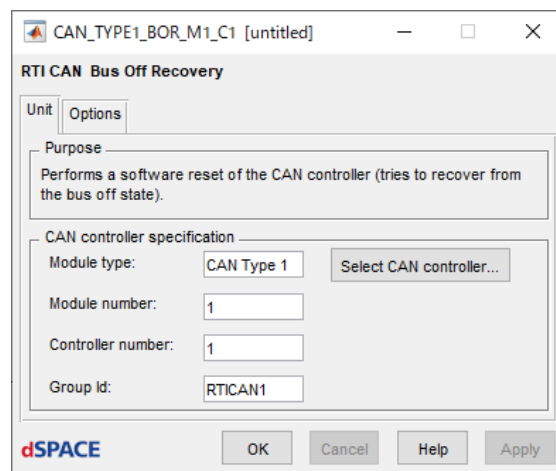 CAN_TYPE1_BOR_M1_C1 [untitled]
RTI CAN Bus Off Recovery
Unit
Options
Purpose
Performs a software reset of the CAN controller (tries to recover from
the bus off state).
CAN controller specification
Module type:
CAN Type 1
Select CAN controller...
Module number:
1
Controller number:
1
Group Id:
RTICAN1
dSPACE
OK
Cancel
Help
Apply